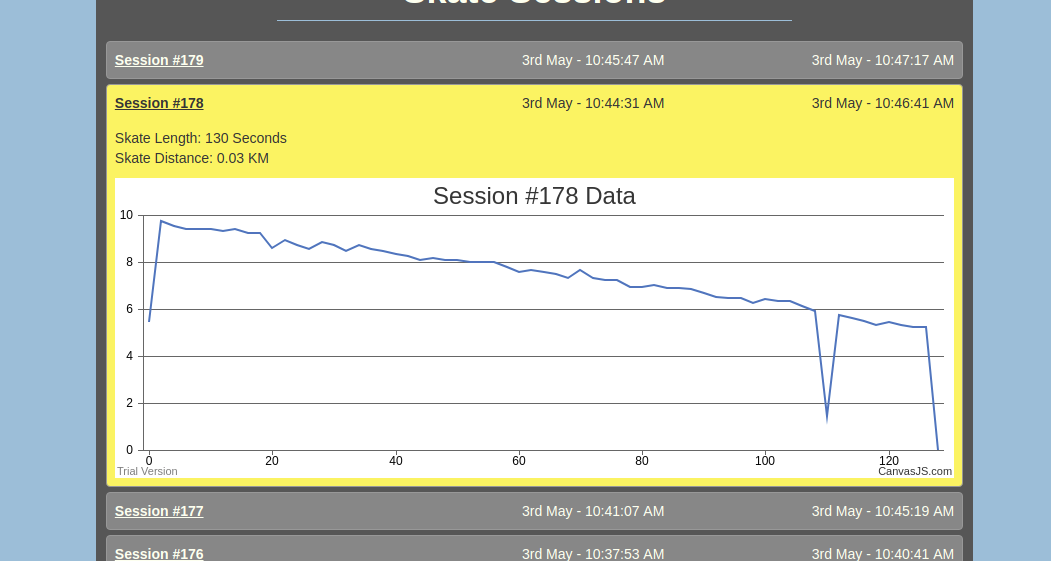 Skate Sessions
Session #179 3rd May - 10:45:47 AM 3rd May - 10:47:17 AM
Session #178 3rd May - 10:44:31 AM 3rd May - 10:46:41 AM
Skate Length: 130 Seconds
Skate Distance: 0.03 KM
Session #178 Data
10
8
6
4
2
0
0 20 40 60 80 100 120
Trial Version CanvasJS.com
Session #177 3rd May - 10:41:07 AM 3rd May - 10:45:19 AM
Session #176 3rd May - 10:37:53 AM 3rd May - 10:40:41 AM